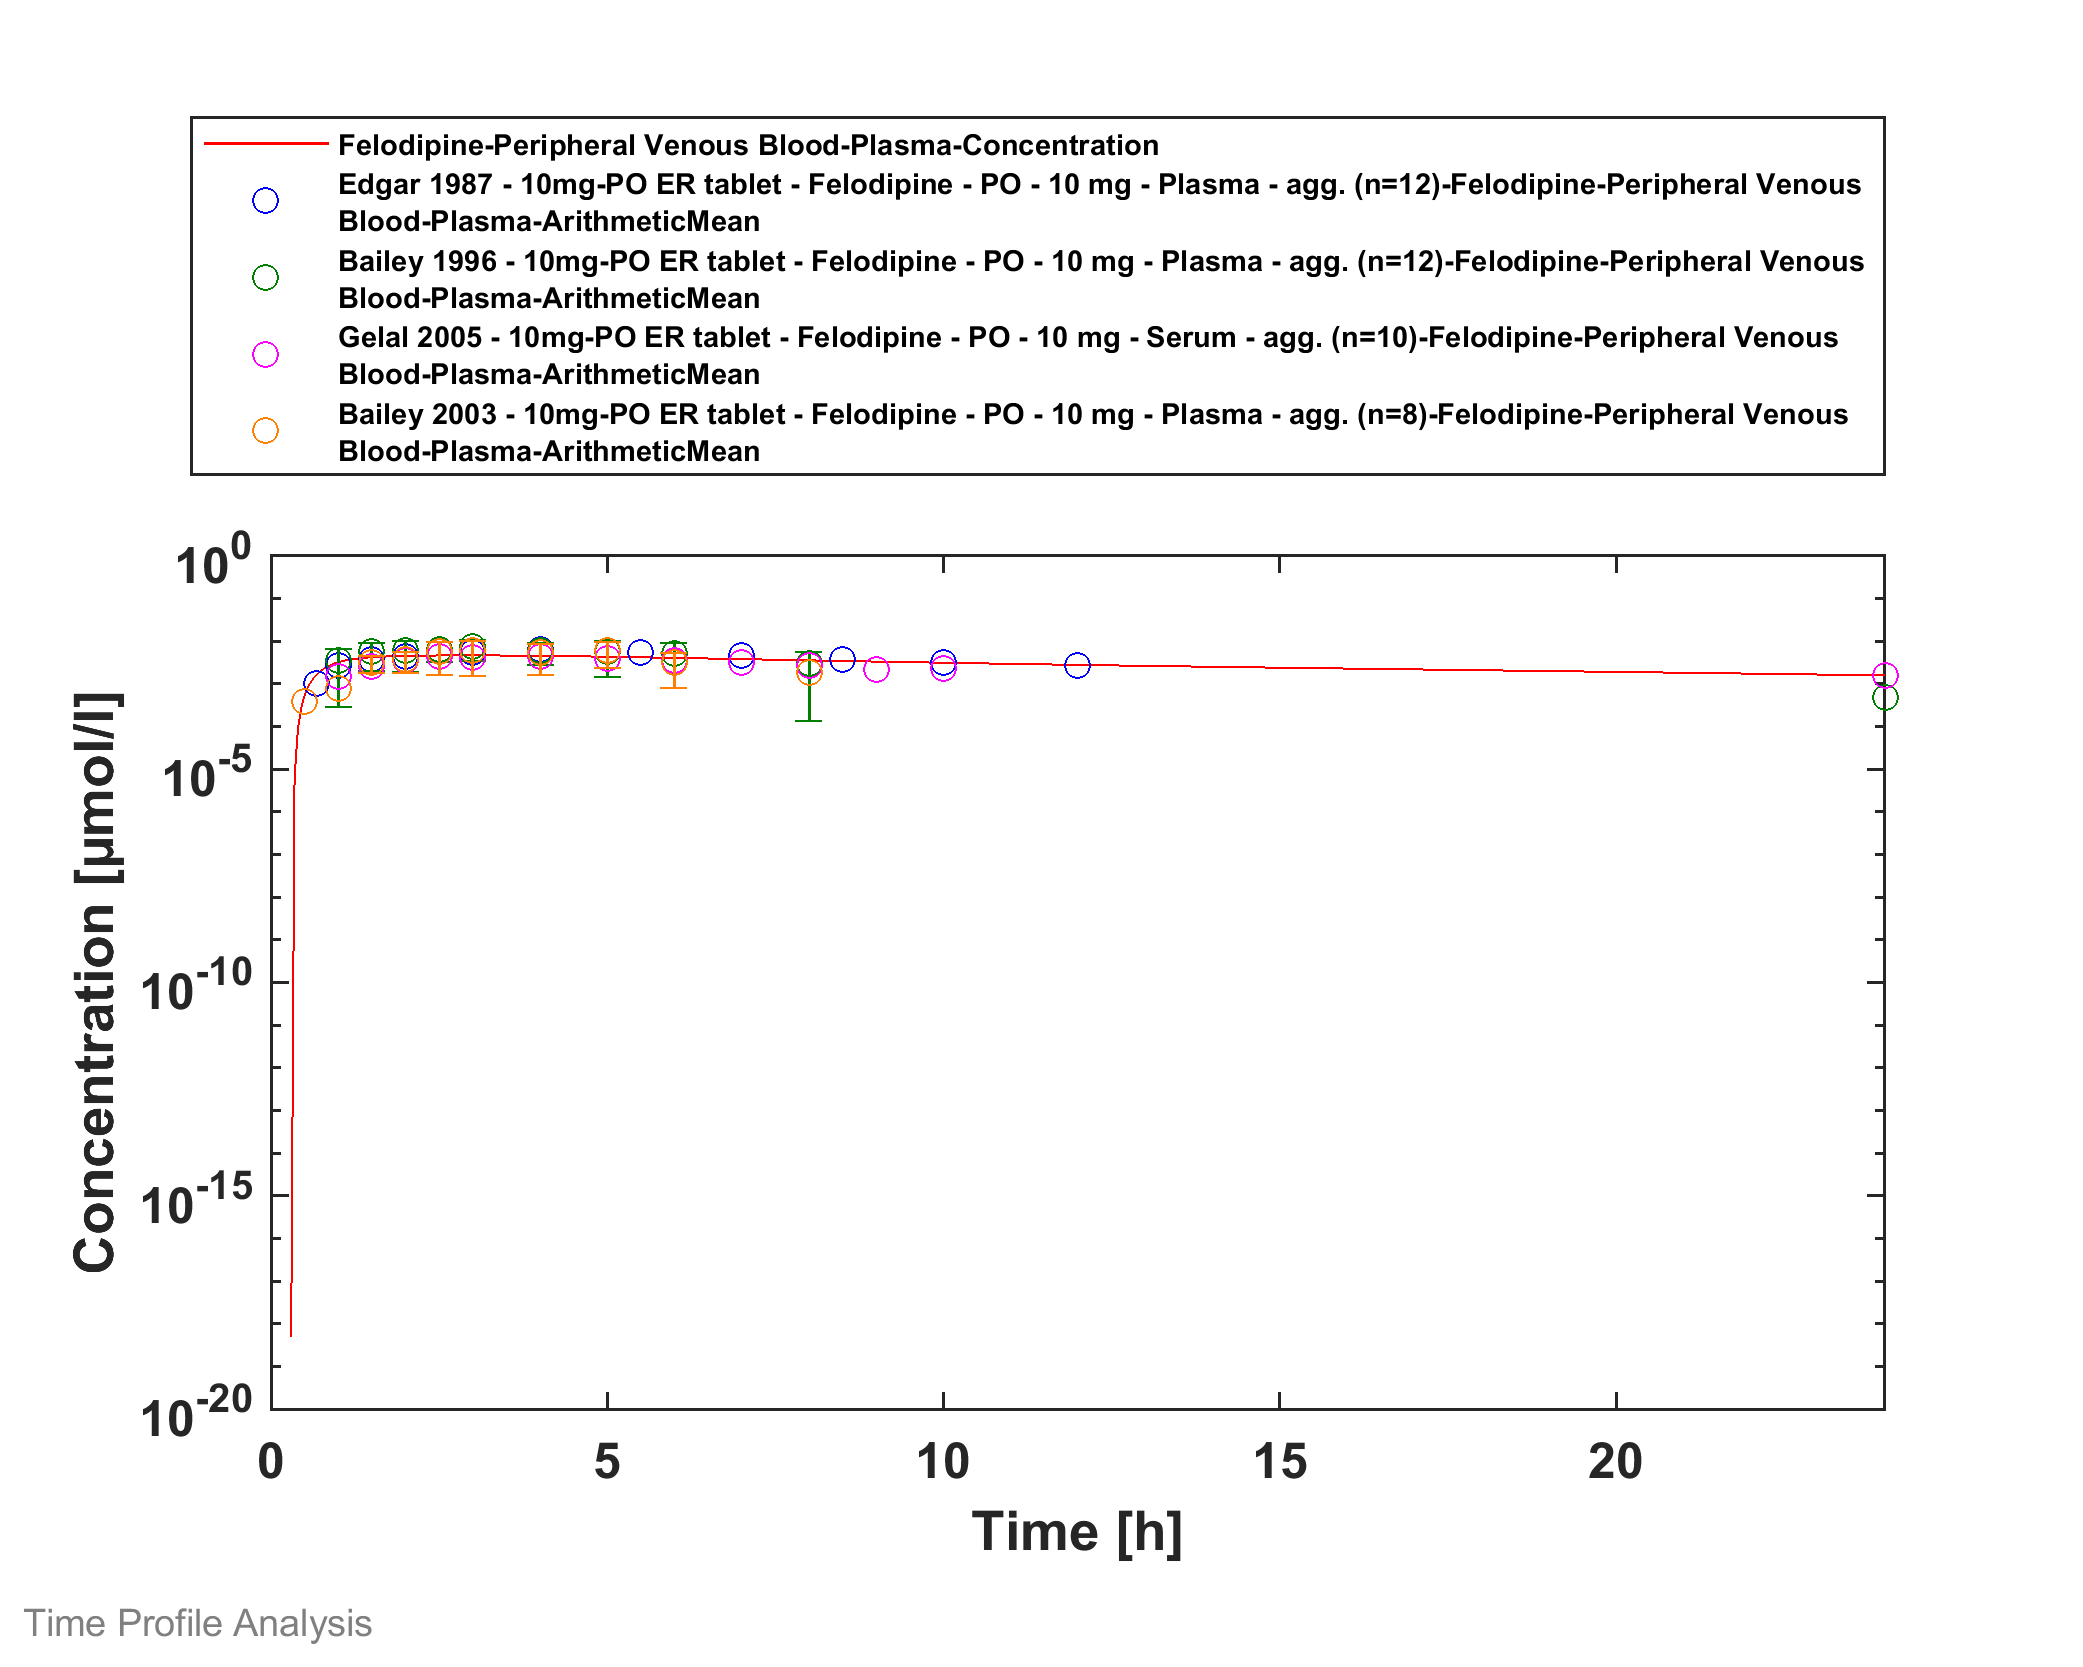 Felodipine-Peripheral Venous Blood-Plasma-Concentration
Edgar 1987 - 10mg-PO ER tablet - Felodipine - PO - 10 mg - Plasma - agg. (n=12)-Felodipine-Peripheral Venous
Blood-Plasma-ArithmeticMean
Bailey 1996 - 10mg-PO ER tablet - Felodipine - PO - 10 mg - Plasma - agg. (n=12)-Felodipine-Peripheral Venous
Blood-Plasma-ArithmeticMean
Gelal 2005 - 10mg-PO ER tablet - Felodipine - PO - 10 mg - Serum - agg. (n=10)-Felodipine-Peripheral Venous
Blood-Plasma-ArithmeticMean
Bailey 2003 - 10mg-PO ER tablet - Felodipine - PO - 10 mg - Plasma - agg. (n=8)-Felodipine-Peripheral Venous
Blood-Plasma-ArithmeticMean
10^0
10^-5
10^-10
10^-15
10^-20
Concentration [µmol/l]
0 5 10 15 20
Time [h]
Time Profile Analysis